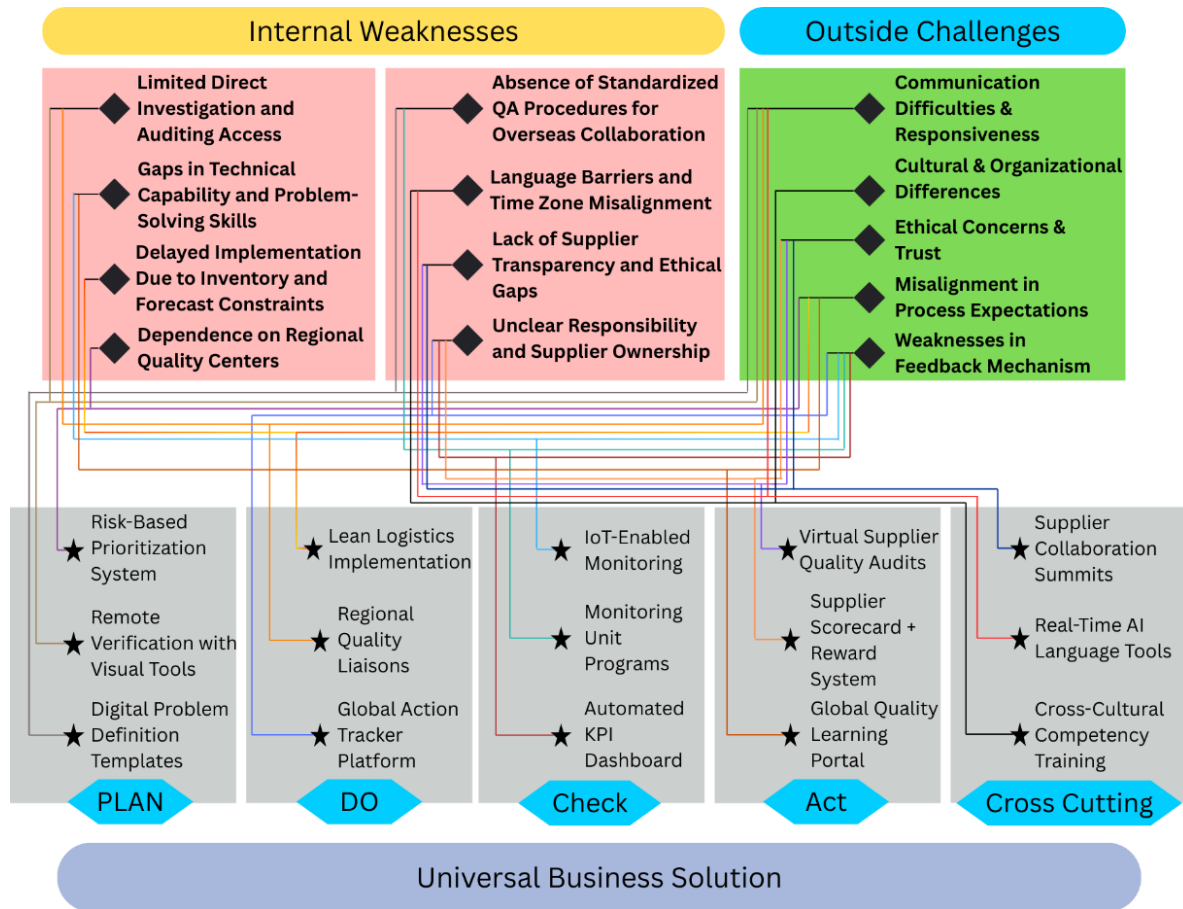 Internal Weaknesses
Outside Challenges
Limited Direct
Investigation and
Auditing Access
Gaps in Technical
Capability and Problem-
Solving Skills
Delayed Implementation
Due to Inventory and
Forecast Constraints
Dependence on Regional
Quality Centers
Absence of Standardized
QA Procedures for
Overseas Collaboration
Language Barriers and
Time Zone Misalignment
Lack of Supplier
Transparency and Ethical
Gaps
Unclear Responsibility
and Supplier Ownership
Communication
Difficulties &
Responsiveness
Cultural & Organizational
Differences
Ethical Concerns &
Trust
Misalignment in
Process Expectations
Weaknesses in
Feedback Mechanism
Risk-Based
Prioritization
System
Remote
Verification with
Visual Tools
Digital Problem
Definition
Templates
PLAN
Lean Logistics
Implementation
Regional
Quality
Liaisons
Global Action
Tracker
Platform
DO
IoT-Enabled
Monitoring
Monitoring
Unit
Programs
Automated
KPI
Dashboard
Check
Virtual Supplier
Quality Audits
Supplier
Scorecard +
Reward
System
Global Quality
Learning
Portal
Act
Supplier
Collaboration
Summits
Real-Time AI
Language Tools
Cross-Cultural
Competency
Training
Cross Cutting
Universal Business Solution